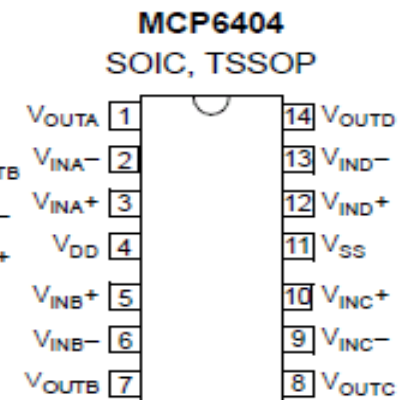 MCP6404
SOIC, TSSOP
VOUTA 1 14 VOUTD
VINA– 2 13 VIND–
TB
VINA+ 3 12 VIND+
–
VDD 4 11 VSS
+
VINB+ 5 10 VINC+
VINB– 6 9 VINC–
VOUTB 7 8 VOUTC